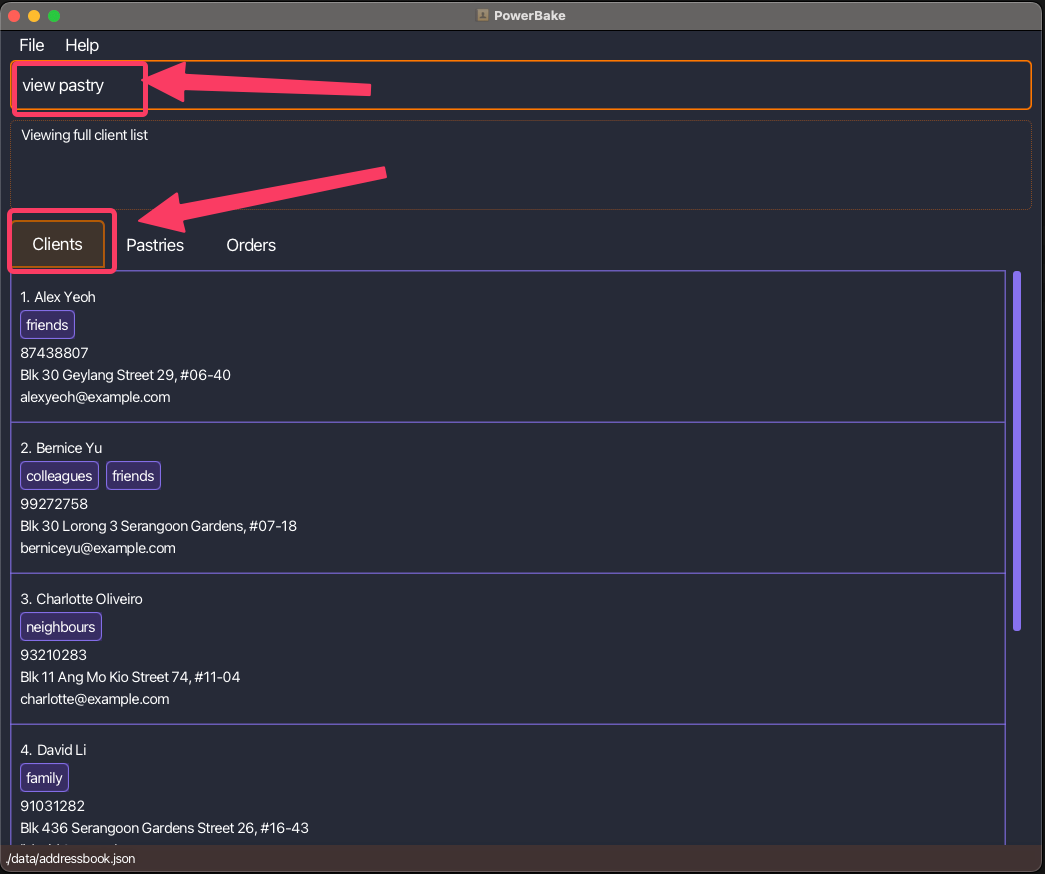 PowerBake
File Help
view pastry
Viewing full client list
Clients Pastries Orders
1. Alex Yeoh
friends
87438807
Blk 30 Geylang Street 29, #06-40
alexyeoh@example.com
2. Bernice Yu
colleagues friends
99272758
Blk 30 Lorong 3 Serangoon Gardens, #07-18
berniceyu@example.com
3. Charlotte Oliveiro
neighbours
93210283
Blk 11 Ang Mo Kio Street 74, #11-04
charlotte@example.com
4. David Li
family
91031282
Blk 436 Serangoon Gardens Street 26, #16-43
./data/addressbook.json